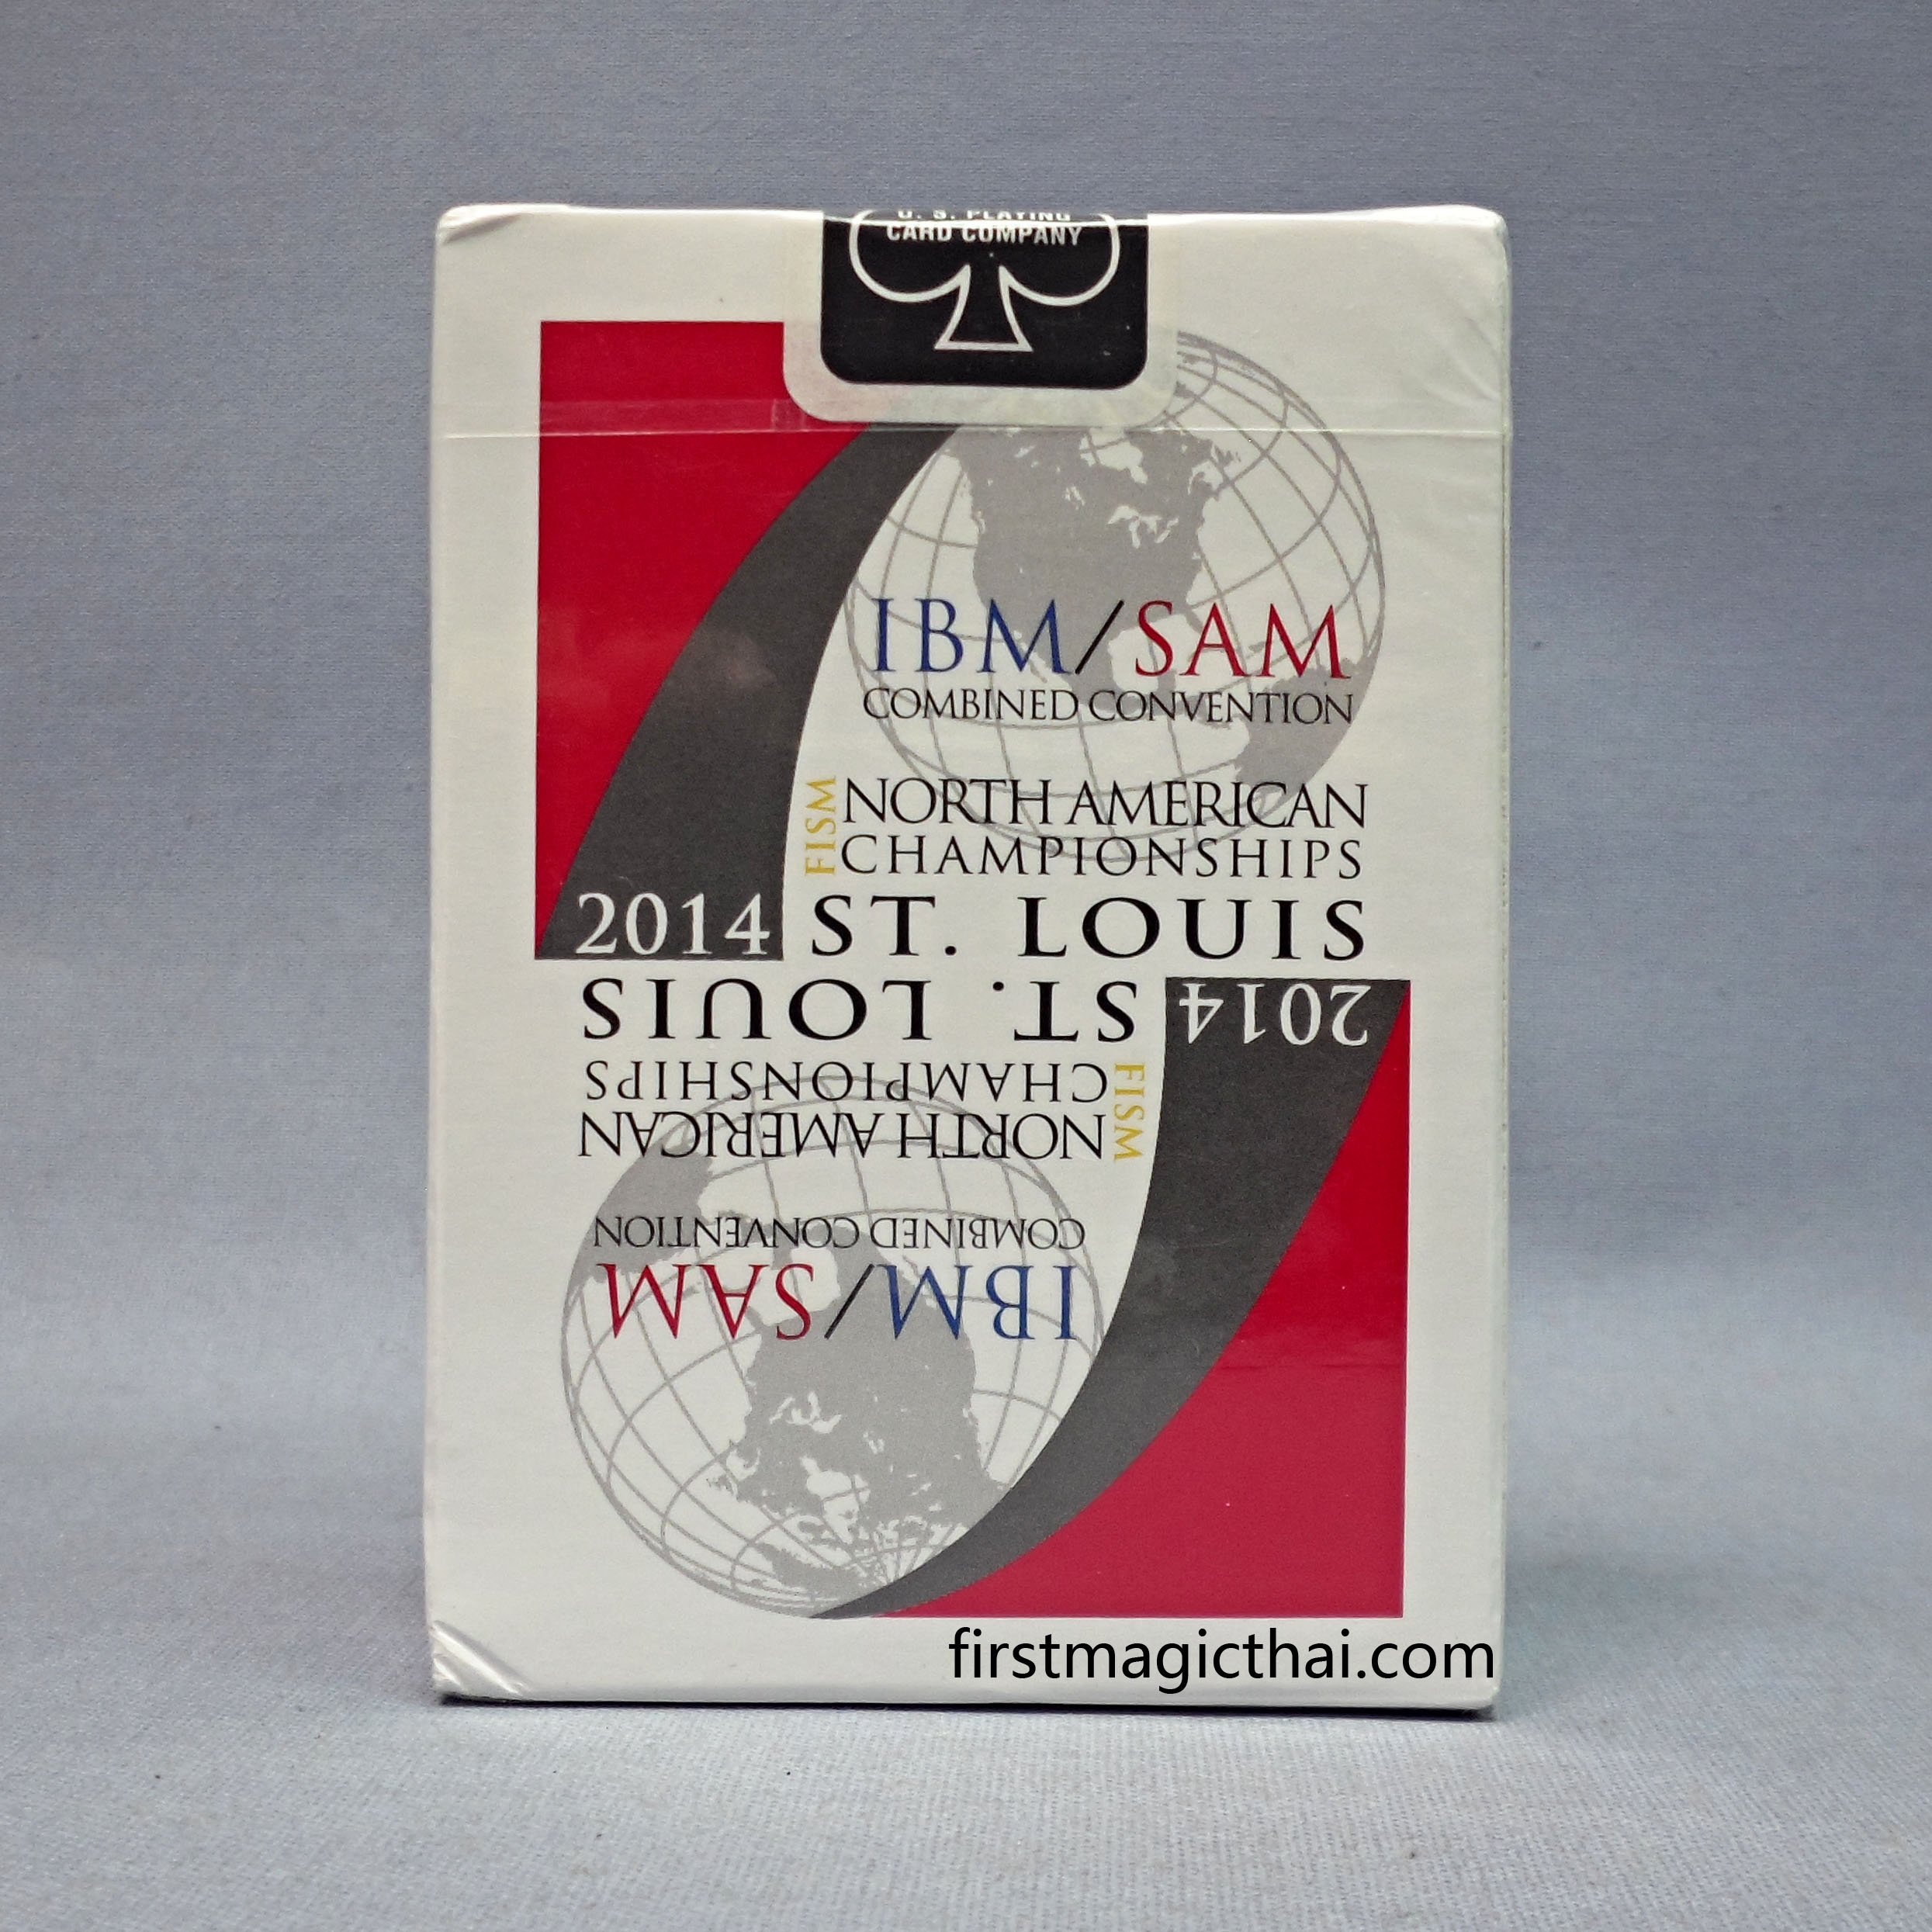 U. S. PLAYING
CARD COMPANY
IBM/SAM
COMBINED CONVENTION
FISM
NORTH AMERICAN
CHAMPIONSHIPS
2014 ST. LOUIS
2014 ST. LOUIS
FISM
CHAMPIONSHIPS
NORTH AMERICAN
COMBINED CONVENTION
IBM/SAM
firstmagicthai.com